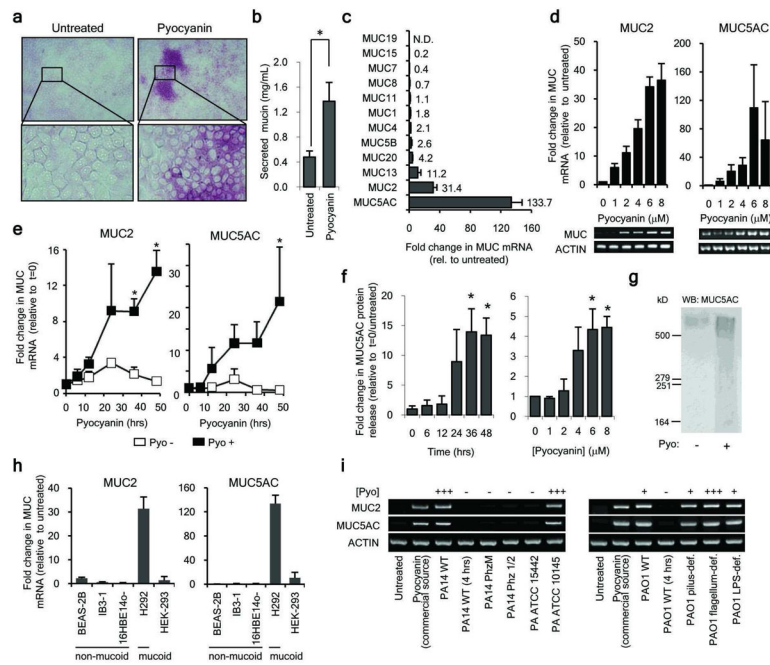 a
Untreated
Pyocyanin
b
Secreted mucin (mg/mL)
2.0
1.6
1.2
0.8
0.4
0.0
*
Untreated
Pyocyanin
c
MUC19 N.D.
MUC15 0.2
MUC7 0.4
MUC8 0.7
MUC11 1.1
MUC1 1.8
MUC4 2.1
MUC5B 2.6
MUC20 4.2
MUC13 11.2
MUC2 31.4
MUC5AC 133.7
0 40 80 120 160
Fold change in MUC mRNA
(rel. to untreated)
d
MUC2
MUC5AC
Fold change in MUC
mRNA (relative to untreated)
50
40
30
20
10
0
200
160
120
80
40
0
0 1 2 4 6 8
0 1 2 4 6 8
Pyocyanin (µM)
Pyocyanin (µM)
MUC
ACTIN
MUC
ACTIN
e
MUC2
MUC5AC
Fold change in MUC
mRNA (relative to t=0)
16
12
8
4
0
*
*
30
20
10
0
*
0 10 20 30 40 50
0 10 20 30 40 50
Pyocyanin (hrs)
Pyocyanin (hrs)
Pyo -
Pyo +
f
Fold change in MUC5AC protein
release (relative to t=0/untreated)
20
15
10
5
0
* *
0 6 12 24 36 48
Time (hrs)
7
6
5
4
3
2
1
0
* *
0 1 2 4 6 8
[Pyocyanin] (µM)
g
kD WB: MUC5AC
500
279
251
164
Pyo: - +
h
MUC2
MUC5AC
Fold change in MUC
mRNA (relative to untreated)
40
30
20
10
0
160
120
80
40
0
BEAS-2B
IB3-1
16HBE14o-
H292
HEK-293
BEAS-2B
IB3-1
16HBE14o-
H292
HEK-293
non-mucoid
mucoid
non-mucoid
mucoid
i
[Pyo] +++ - - - - +++
+ - + +++ +
MUC2
MUC5AC
ACTIN
Untreated
Pyocyanin
(commercial source)
PA14 WT
PA14 WT (4 hrs)
PA14 PhzM
PA14 Phz 1/2
PA ATCC 15442
PA ATCC 10145
Untreated
Pyocyanin
(commercial source)
PAO1 WT
PAO1 WT (4 hrs)
PAO1 pilus-def.
PAO1 flagellum-def.
PAO1 LPS-def.